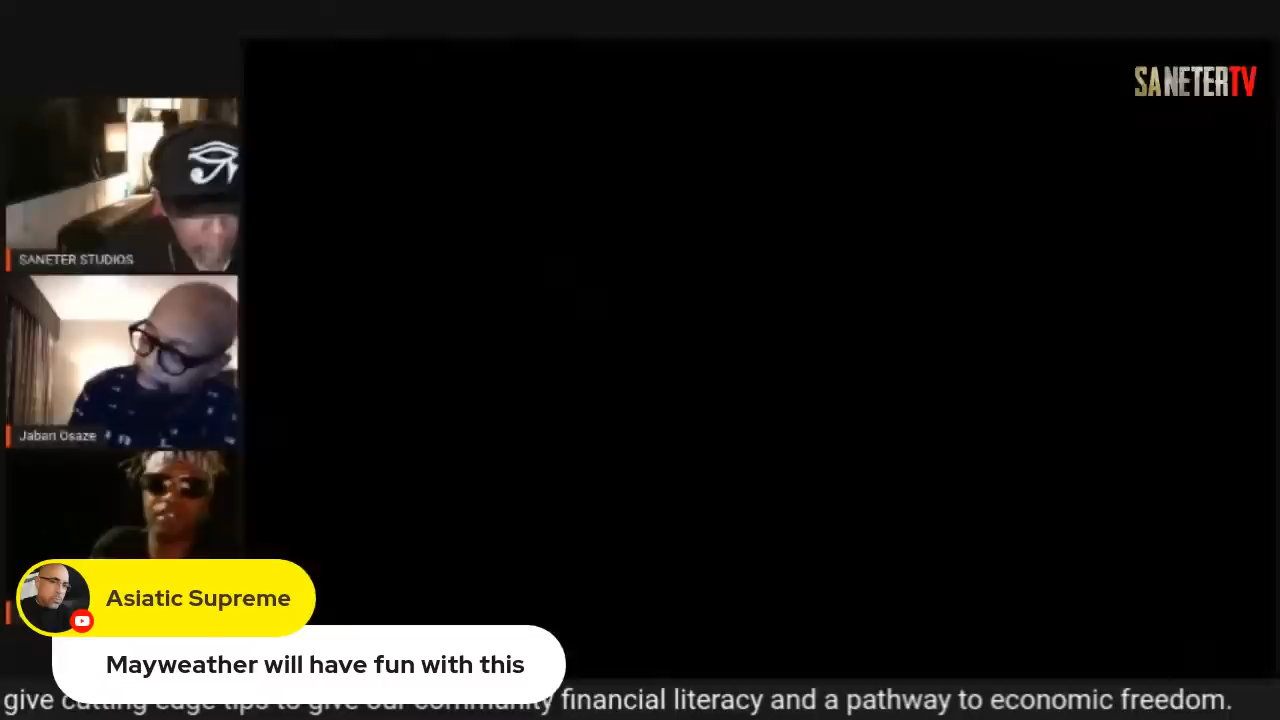 SANETERTV
SANETER STUDIOS
Jabari Osaze
Asiatic Supreme
Mayweather will have fun with this
give cutting edge tips to give our community financial literacy and a pathway to economic freedom.